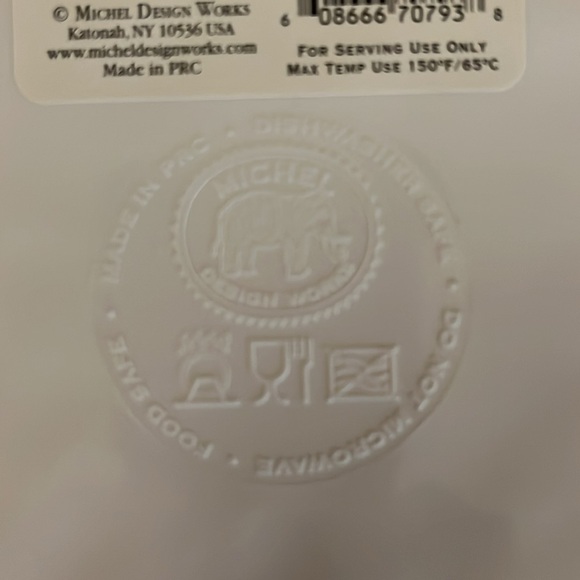 © Michel Design Works
Katonah, NY 10536 USA
www.micheldesignworks.com
Made in PRC
6 08666 70793 8
For Serving Use Only
Max Temp Use 150°F/65°C
MADE IN PRC • DISHWASHER SAFE • DO NOT MICROWAVE • FOOD SAFE •
MICHEL
DESIGN WORKS